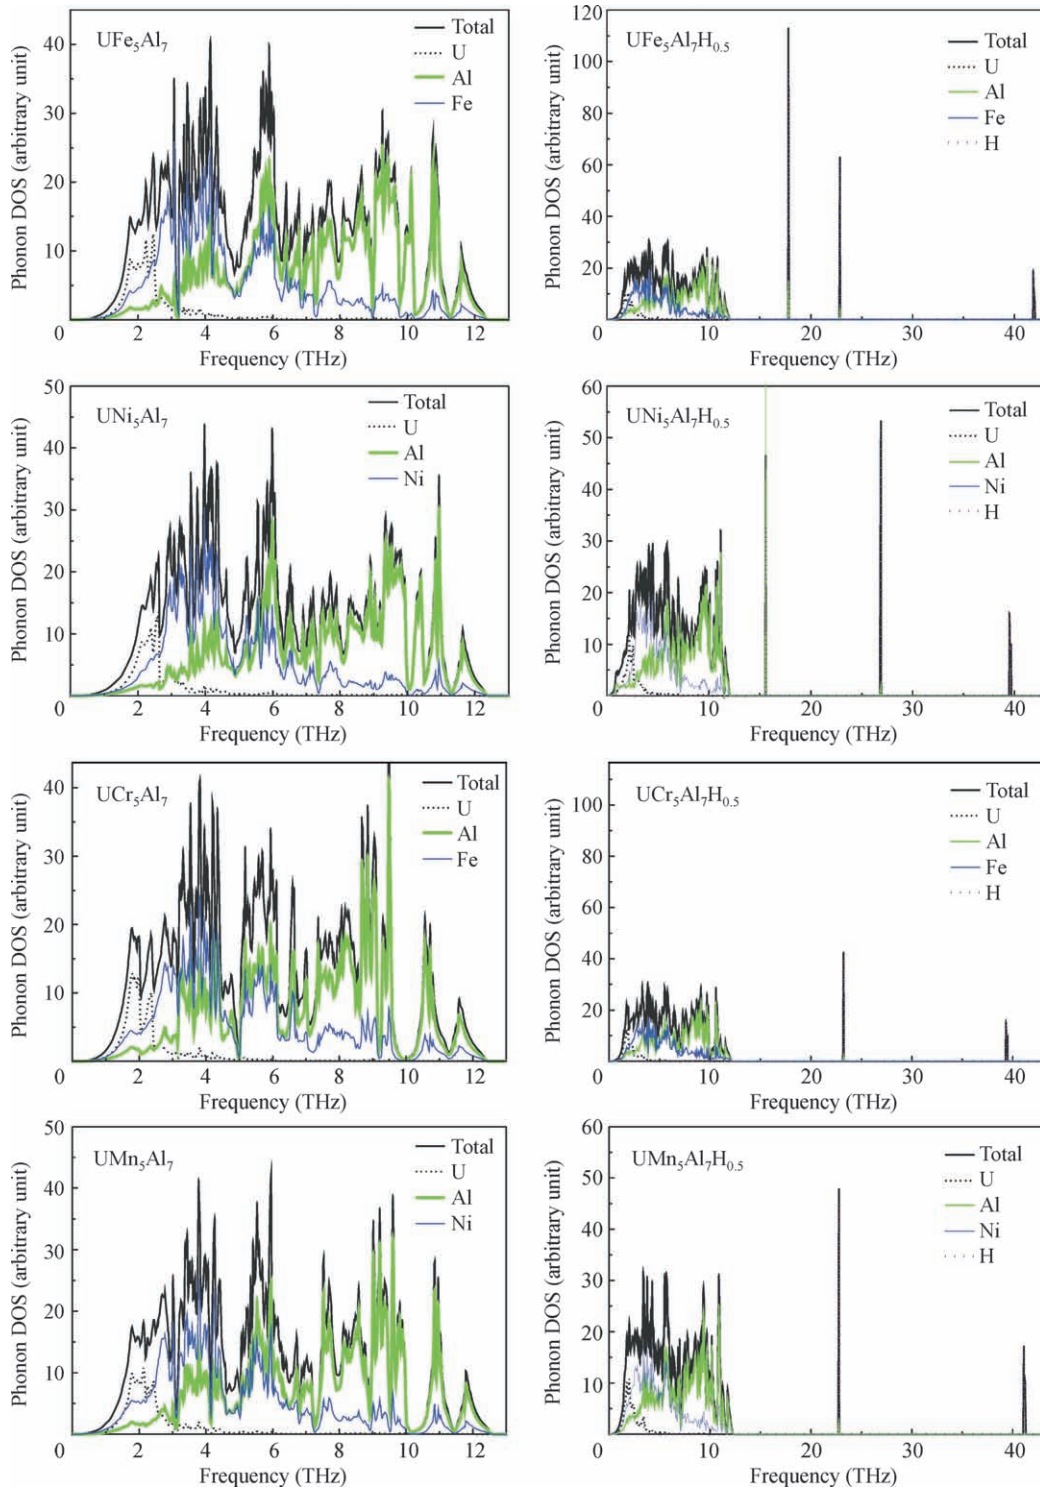 UFe₅Al₇
Total
U
Al
Fe
Phonon DOS (arbitrary unit)
40
30
20
10
0 2 4 6 8 10 12
Frequency (THz)
UFe₅Al₇H₀.₅
Total
U
Al
Fe
H
Phonon DOS (arbitrary unit)
120
100
80
60
40
20
0 10 20 30 40
Frequency (THz)
UNi₅Al₇
Total
U
Al
Ni
Phonon DOS (arbitrary unit)
50
40
30
20
10
0 2 4 6 8 10 12
Frequency (THz)
UNi₅Al₇H₀.₅
Total
U
Al
Ni
H
Phonon DOS (arbitrary unit)
60
50
40
30
20
10
0 10 20 30 40
Frequency (THz)
UCr₅Al₇
Total
U
Al
Fe
Phonon DOS (arbitrary unit)
40
30
20
10
0 2 4 6 8 10 12
Frequency (THz)
UCr₅Al₇H₀.₅
Total
U
Al
Fe
H
Phonon DOS (arbitrary unit)
100
80
60
40
20
0 10 20 30 40
Frequency (THz)
UMn₅Al₇
Total
U
Al
Ni
Phonon DOS (arbitrary unit)
50
40
30
20
10
0 2 4 6 8 10 12
Frequency (THz)
UMn₅Al₇H₀.₅
Total
U
Al
Ni
H
Phonon DOS (arbitrary unit)
60
50
40
30
20
10
0 10 20 30 40
Frequency (THz)